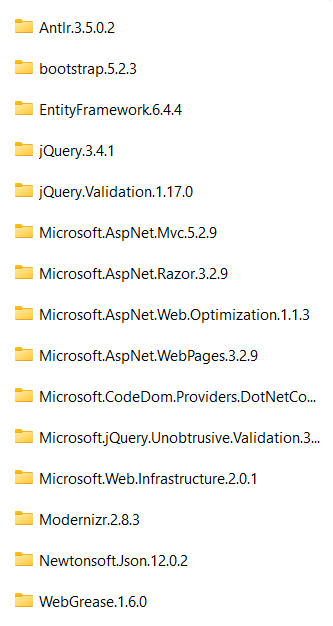 Antlr.3.5.0.2
bootstrap.5.2.3
EntityFramework.6.4.4
jQuery.3.4.1
jQuery.Validation.1.17.0
Microsoft.AspNet.Mvc.5.2.9
Microsoft.AspNet.Razor.3.2.9
Microsoft.AspNet.Web.Optimization.1.1.3
Microsoft.AspNet.WebPages.3.2.9
Microsoft.CodeDom.Providers.DotNetCo...
Microsoft.jQuery.Unobtrusive.Validation.3...
Microsoft.Web.Infrastructure.2.0.1
Modernizr.2.8.3
Newtonsoft.Json.12.0.2
WebGrease.1.6.0